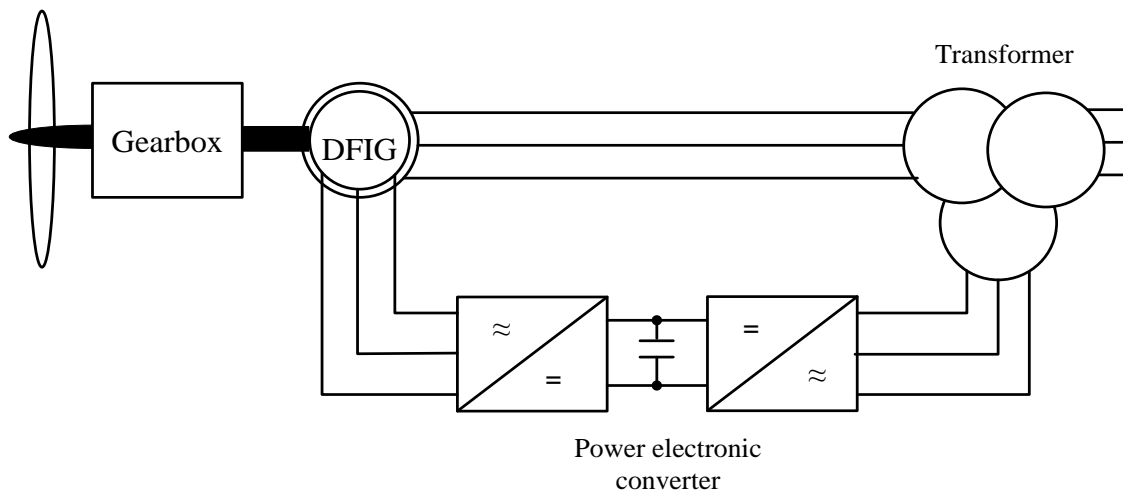 Transformer
Gearbox
DFIG
≈
=
=
≈
Power electronic
converter